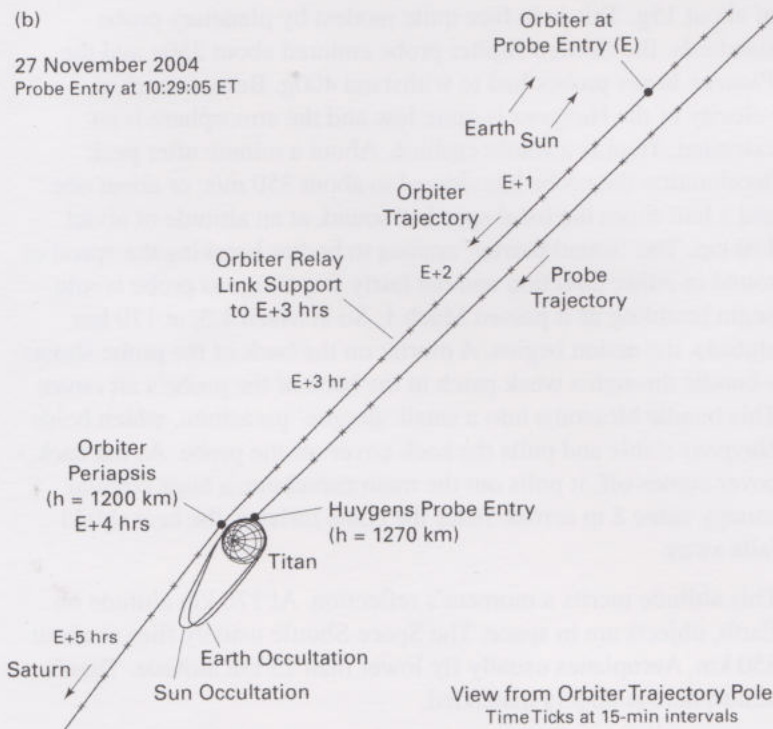 (b)
27 November 2004
Probe Entry at 10:29:05 ET
Orbiter at
Probe Entry (E)
Earth
Sun
E+1
Orbiter
Trajectory
E+2
Probe
Trajectory
Orbiter Relay
Link Support
to E+3 hrs
E+3 hr
Orbiter
Periapsis
(h = 1200 km)
E+4 hrs
Huygens Probe Entry
(h = 1270 km)
Titan
E+5 hrs
Saturn
Earth Occultation
Sun Occultation
View from Orbiter Trajectory Pole
Time Ticks at 15-min intervals